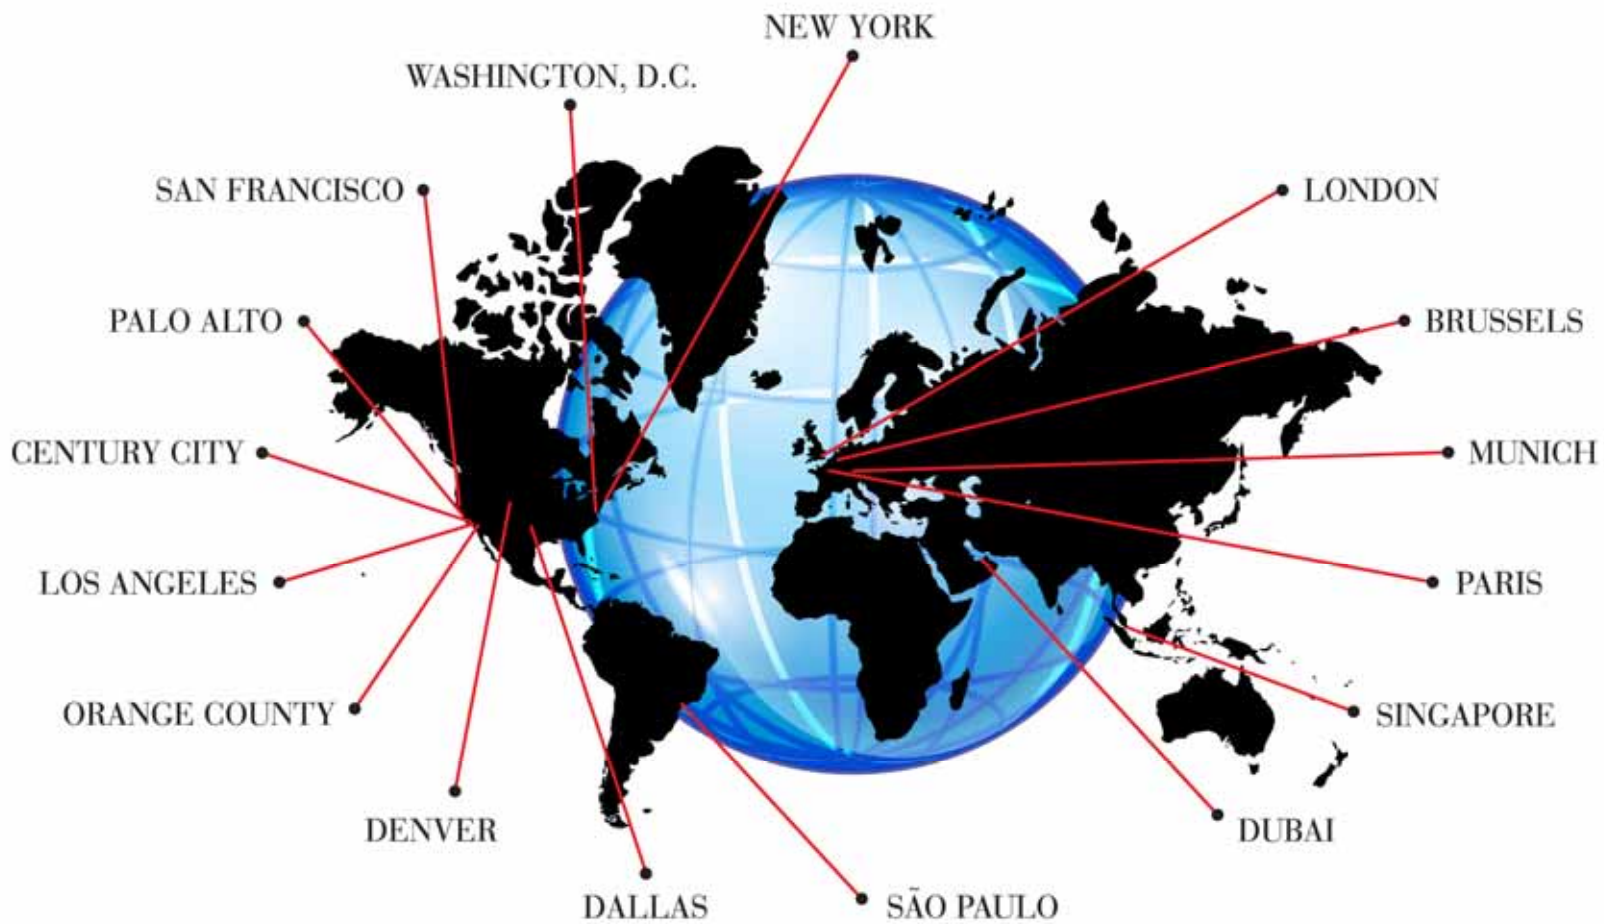 NEW YORK
WASHINGTON, D.C.
SAN FRANCISCO
LONDON
PALO ALTO
BRUSSELS
CENTURY CITY
MUNICH
LOS ANGELES
PARIS
ORANGE COUNTY
SINGAPORE
DENVER
DUBAI
DALLAS
SÃO PAULO